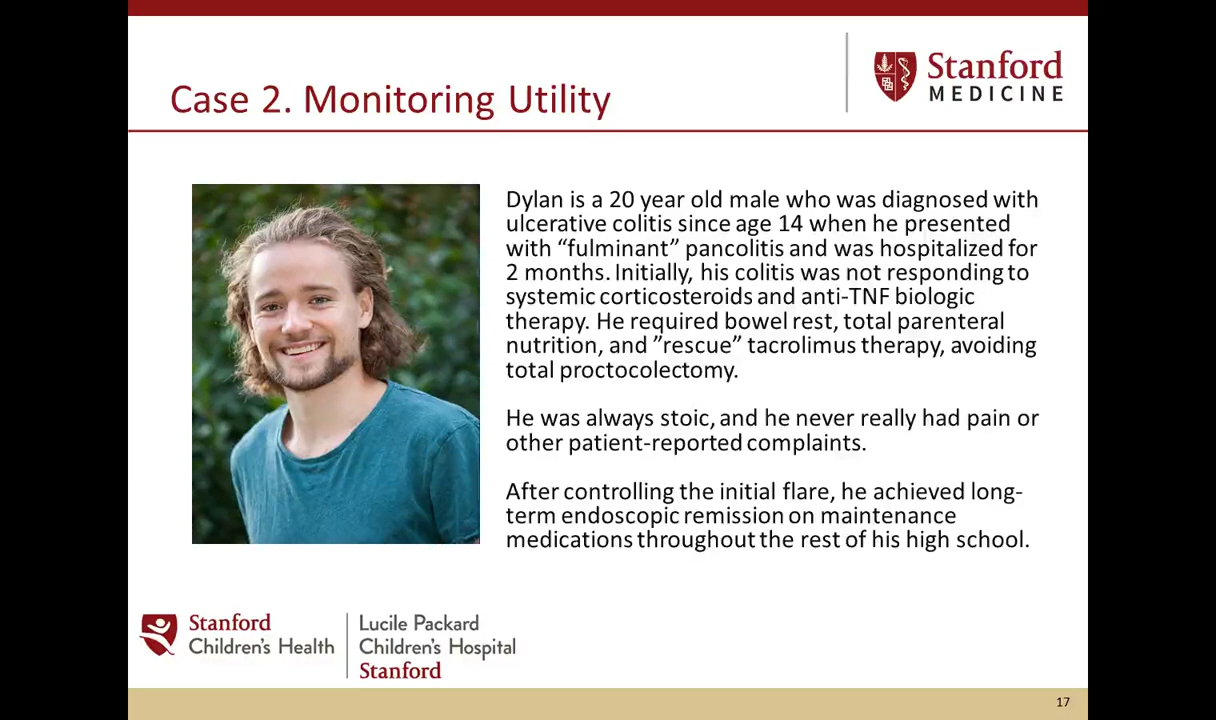 Case 2. Monitoring Utility
Stanford
MEDICINE
Dylan is a 20 year old male who was diagnosed with
ulcerative colitis since age 14 when he presented
with “fulminant” pancolitis and was hospitalized for
2 months. Initially, his colitis was not responding to
systemic corticosteroids and anti-TNF biologic
therapy. He required bowel rest, total parenteral
nutrition, and ”rescue” tacrolimus therapy, avoiding
total proctocolectomy.
He was always stoic, and he never really had pain or
other patient-reported complaints.
After controlling the initial flare, he achieved long-
term endoscopic remission on maintenance
medications throughout the rest of his high school.
Stanford
Children's Health
Lucile Packard
Children's Hospital
Stanford
17